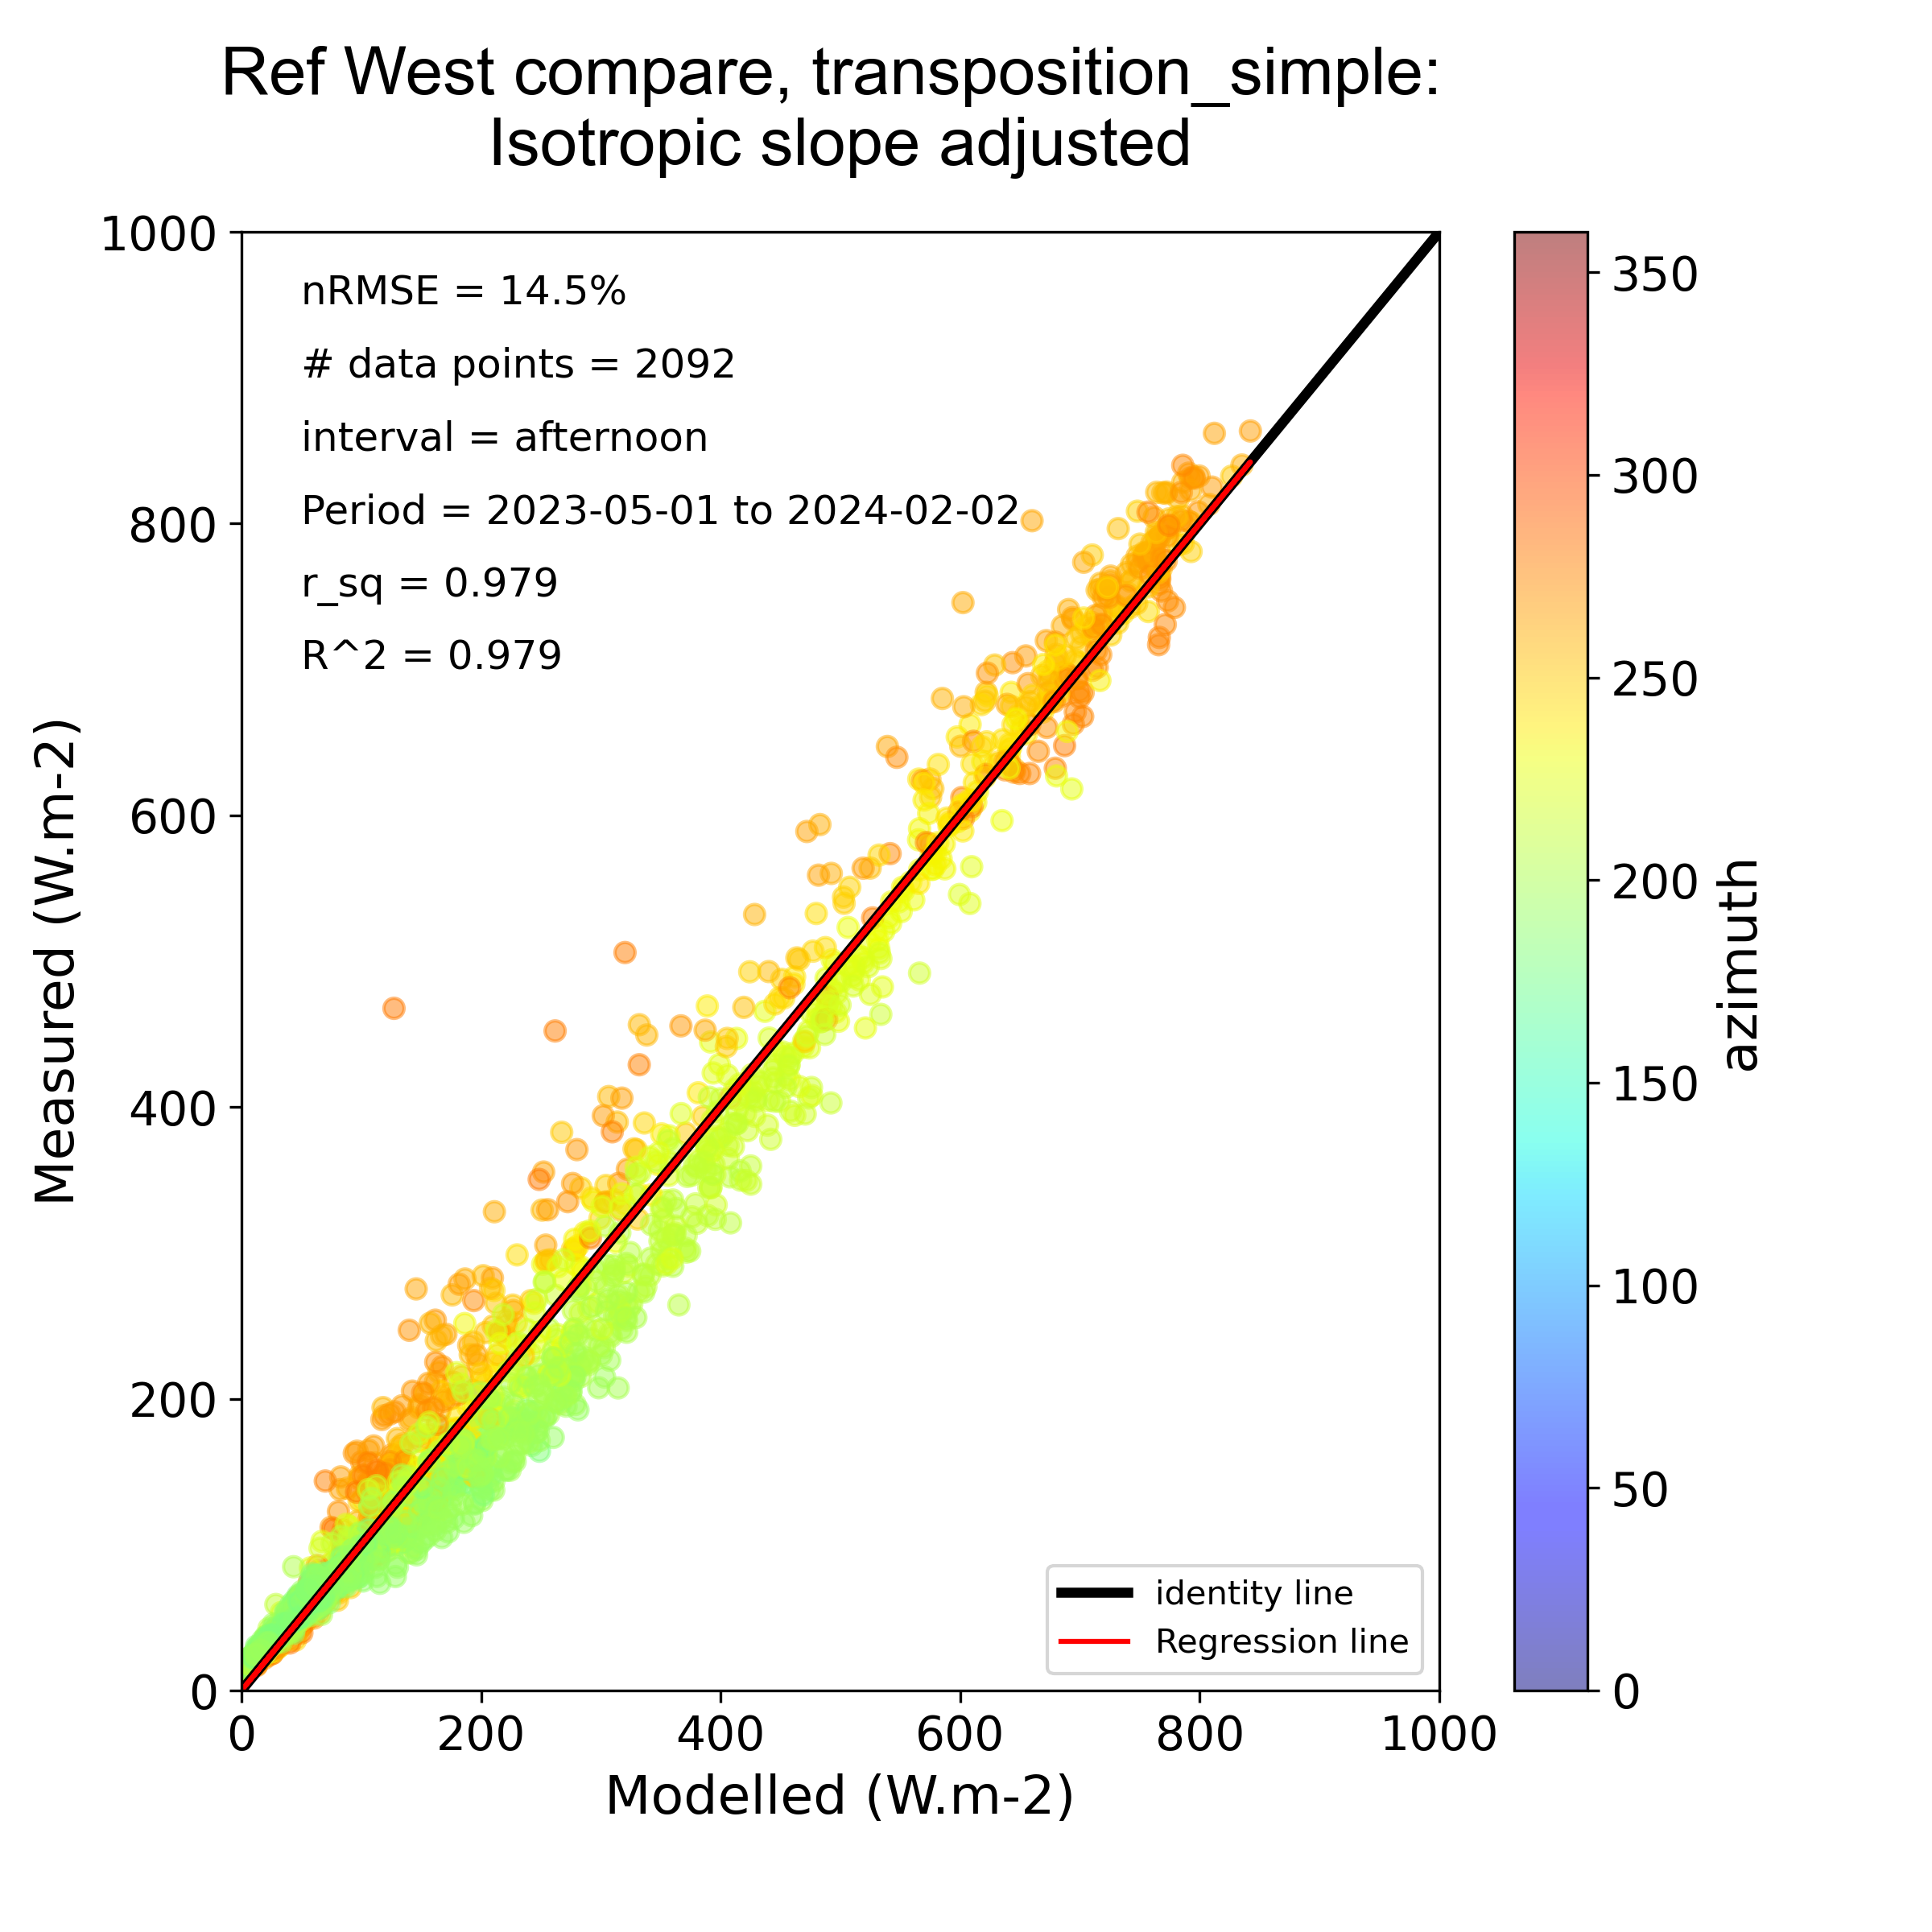 Ref West compare, transposition_simple:
Isotropic slope adjusted
1000
800
600
400
200
0
Measured (W.m-2)
nRMSE = 14.5%
# data points = 2092
interval = afternoon
Period = 2023-05-01 to 2024-02-02
r_sq = 0.979
R^2 = 0.979
identity line
Regression line
0 200 400 600 800 1000
Modelled (W.m-2)
350
300
250
200
150
100
50
0
azimuth